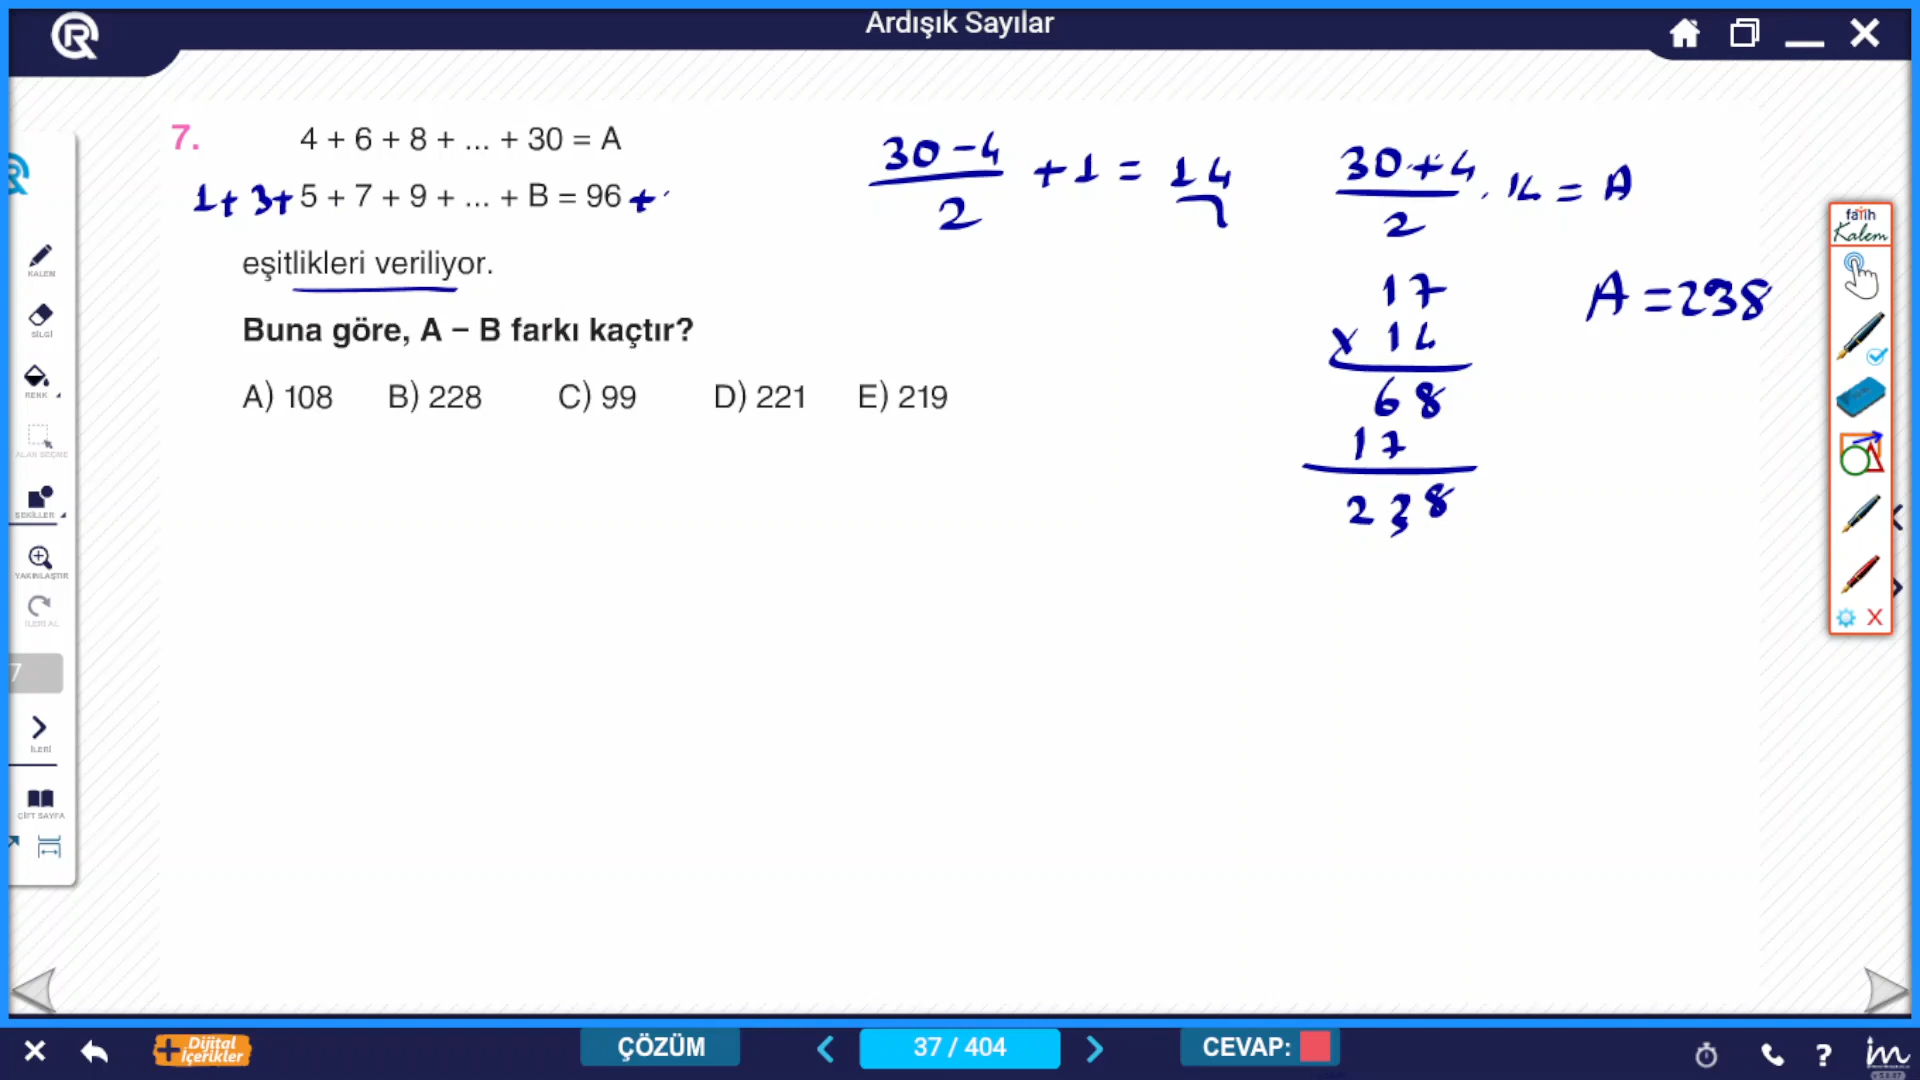 Ardışık Sayılar
7. 4 + 6 + 8 + ... + 30 = A
1+ 3+ 5 + 7 + 9 + ... + B = 96 +
eşitlikleri veriliyor.
Buna göre, A – B farkı kaçtır?
A) 108 B) 228 C) 99 D) 221 E) 219
30 - 4
2
+ 1 = 14
30 + 4
2
. 14 = A
17
x 14
68
17
238
A = 238
KALEM
SİLGİ
RENK
ALAN SEÇME
ŞEKİLLER
YAKINLAŞTIR
İLERİ AL
7
İLERİ
ÇİFT SAYFA
fatih
Kalem
X
Dijital
İçerikler
ÇÖZÜM
37 / 404
CEVAP:
?